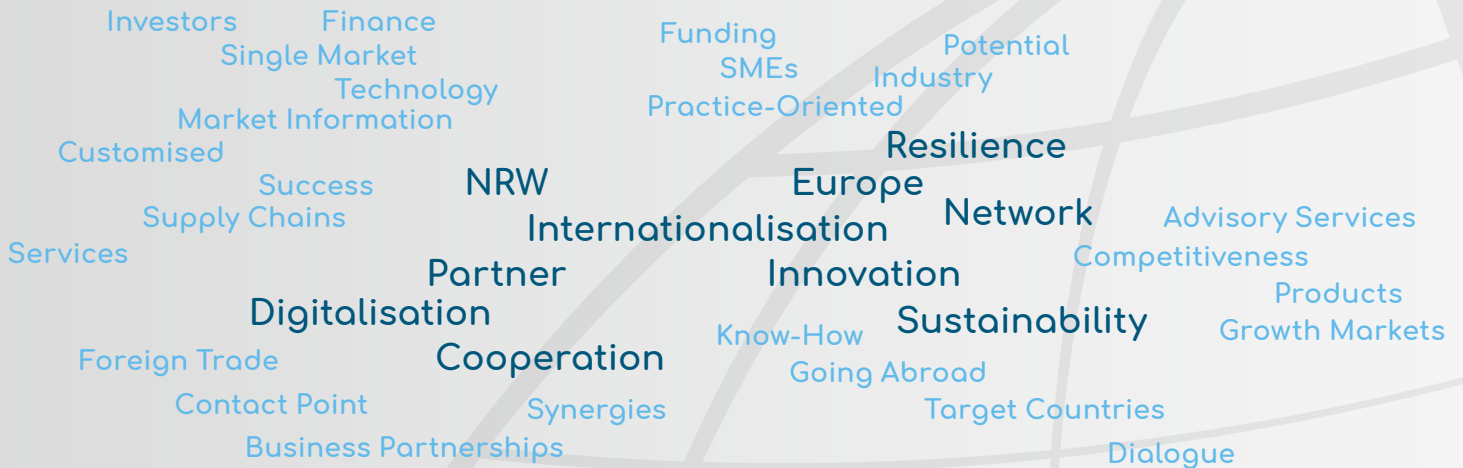 Investors
Finance
Funding
Potential
Single Market
SMEs
Industry
Technology
Practice-Oriented
Market Information
Resilience
Customised
Success
NRW
Europe
Network
Supply Chains
Internationalisation
Advisory Services
Services
Competitiveness
Partner
Innovation
Products
Digitalisation
Sustainability
Know-How
Growth Markets
Foreign Trade
Cooperation
Going Abroad
Contact Point
Synergies
Target Countries
Business Partnerships
Dialogue